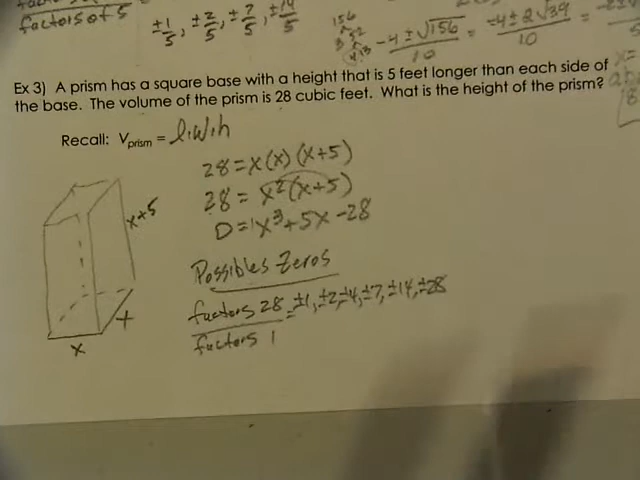 factors of 5
± 1/5, ± 2/5, ± 7/5, ± 14/5
156
-4 ± √156 / 10 = -4 ± 2√39 / 10 =
Ex 3) A prism has a square base with a height that is 5 feet longer than each side of
the base. The volume of the prism is 28 cubic feet. What is the height of the prism?
Recall: Vprism = l·w·h
28 = x(x)(x+5)
28 = x²(x+5)
0 = 1x³+5x-28
x+5
x
x
Possibles Zeros
factors 28 = ±1, ±2, ±4, ±7, ±14, ±28
factors 1